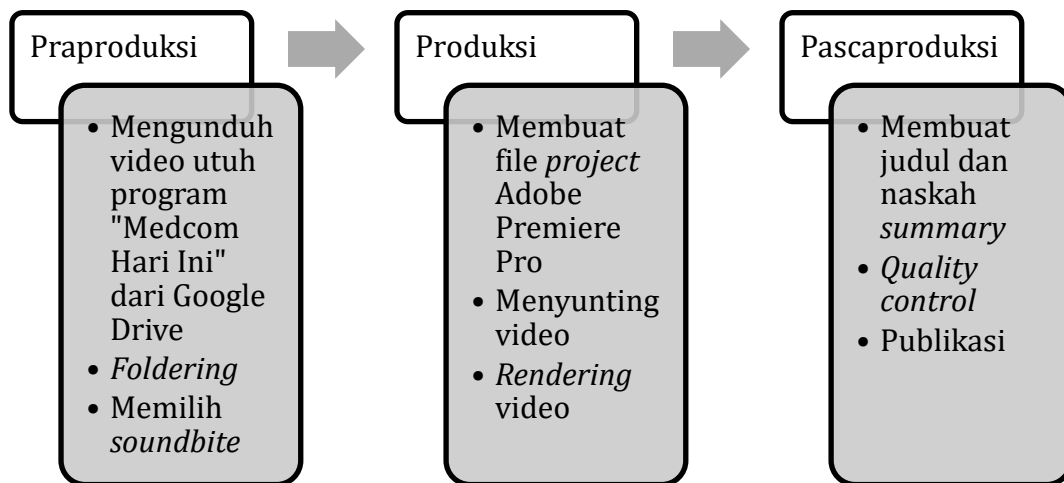 Praproduksi
• Mengunduh
video utuh
program
"Medcom
Hari Ini"
dari Google
Drive
• Foldering
• Memilih
soundbite
Produksi
• Membuat
file project
Adobe
Premiere
Pro
• Menyunting
video
• Rendering
video
Pascaproduksi
• Membuat
judul dan
naskah
summary
• Quality
control
• Publikasi